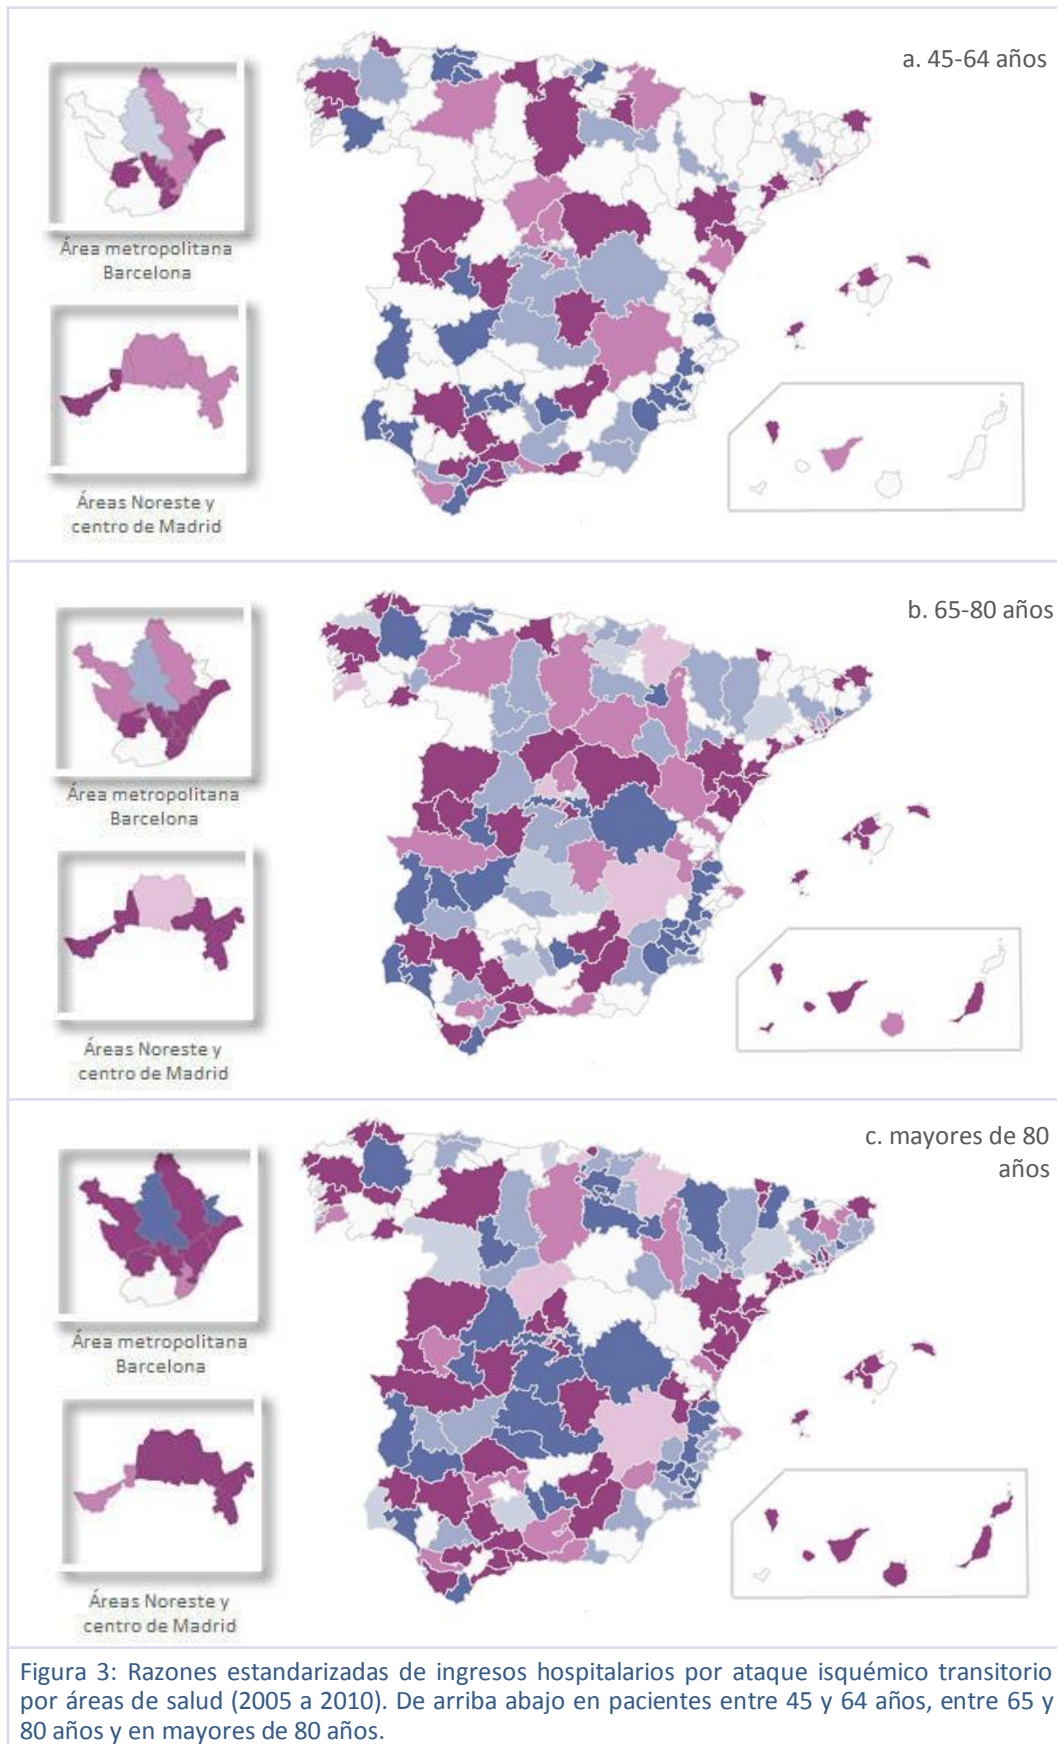 a. 45-64 años
Área metropolitana
Barcelona
Áreas Noreste y
centro de Madrid
b. 65-80 años
Área metropolitana
Barcelona
Áreas Noreste y
centro de Madrid
c. mayores de 80
años
Área metropolitana
Barcelona
Áreas Noreste y
centro de Madrid
Figura 3: Razones estandarizadas de ingresos hospitalarios por ataque isquémico transitorio
por áreas de salud (2005 a 2010). De arriba abajo en pacientes entre 45 y 64 años, entre 65 y
80 años y en mayores de 80 años.